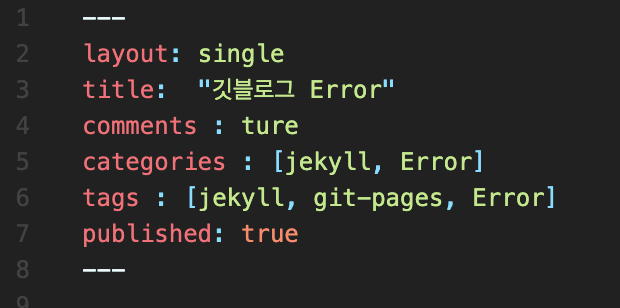 1 ---
2 layout: single
3 title:  "깃블로그 Error"
4 comments : ture
5 categories : [jekyll, Error]
6 tags : [jekyll, git-pages, Error]
7 published: true
8 ---
9